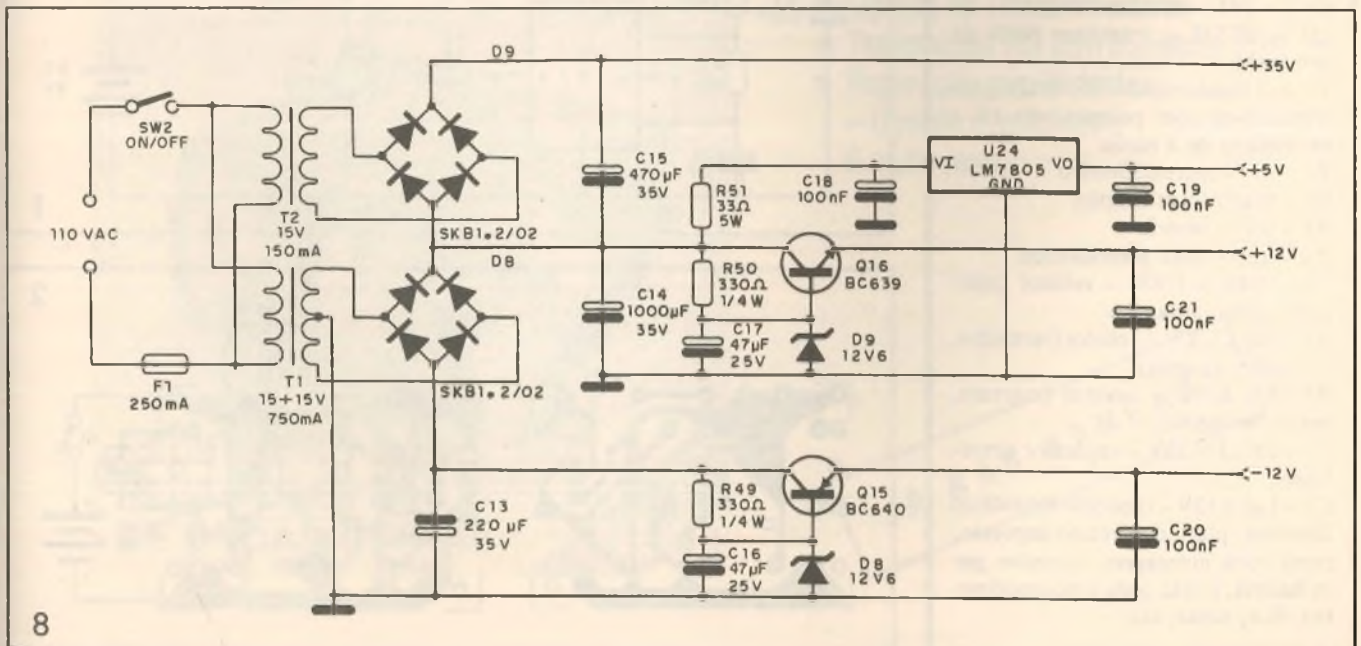 D9
+35V
SW2
ON/OFF
110 VAC
F1
250mA
T2
15V
150mA
T1
15+15V
750mA
SKB1.2/02
D8
SKB1.2/02
C15
470µF
35V
C14
1000µF
35V
C13
220µF
35V
R51
33Ω
5W
R50
330Ω
1/4W
C17
47µF
25V
C18
100nF
VI
U24
LM7805
GND
VO
+5V
C19
100nF
+12V
Q16
BC639
D9
12V6
C21
100nF
-12V
R49
330Ω
1/4W
C16
47µF
25V
Q15
BC640
D8
12V6
C20
100nF
8